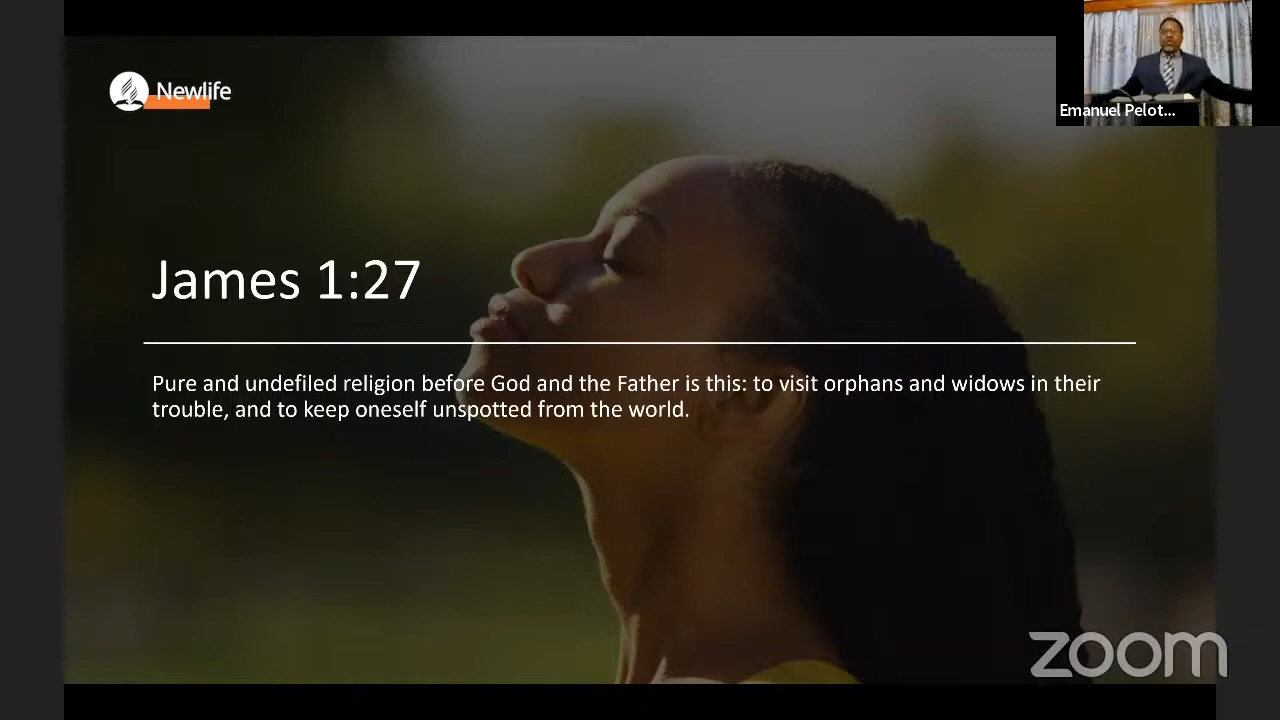 Newlife
Emanuel Pelot...
James 1:27
Pure and undefiled religion before God and the Father is this: to visit orphans and widows in their
trouble, and to keep oneself unspotted from the world.
zoom